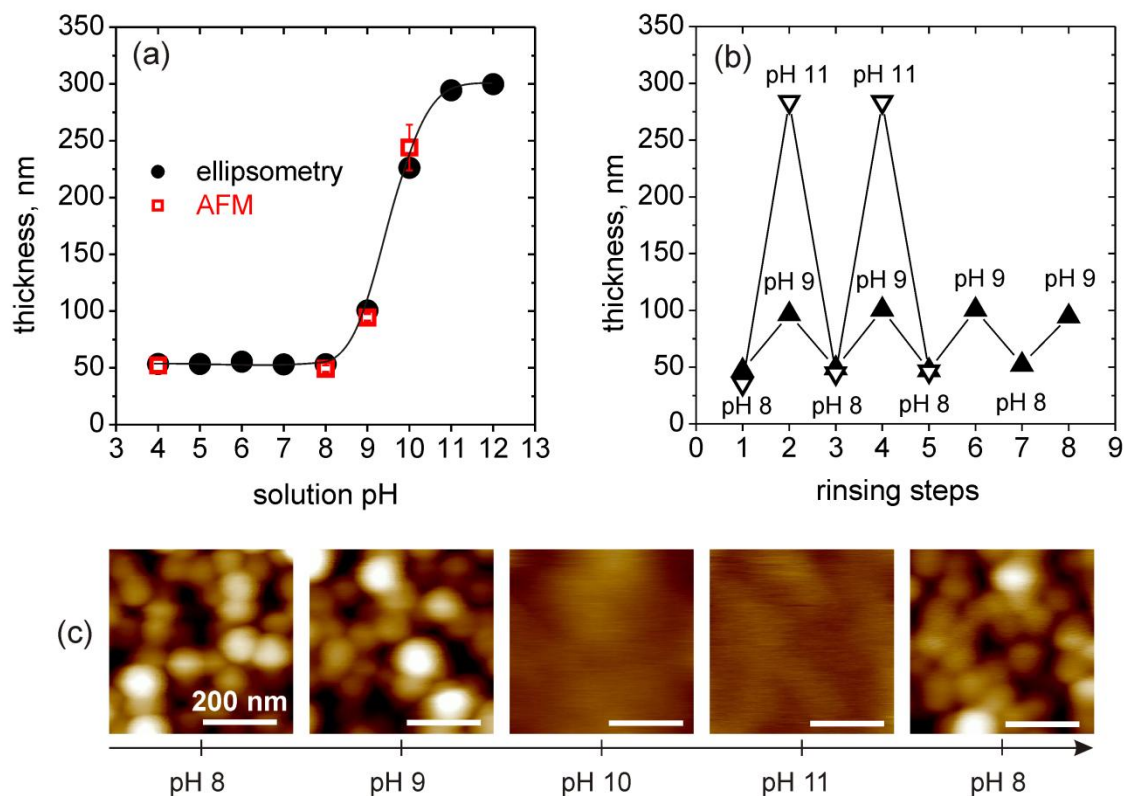 (a)
350
300
250
200
150
100
50
0
thickness, nm
ellipsometry
AFM
3 4 5 6 7 8 9 10 11 12 13
solution pH
(b)
350
300
250
200
150
100
50
0
thickness, nm
pH 11 pH 11
pH 9 pH 9 pH 9 pH 9
pH 8 pH 8 pH 8 pH 8
0 1 2 3 4 5 6 7 8 9
rinsing steps
(c)
200 nm
pH 8 pH 9 pH 10 pH 11 pH 8